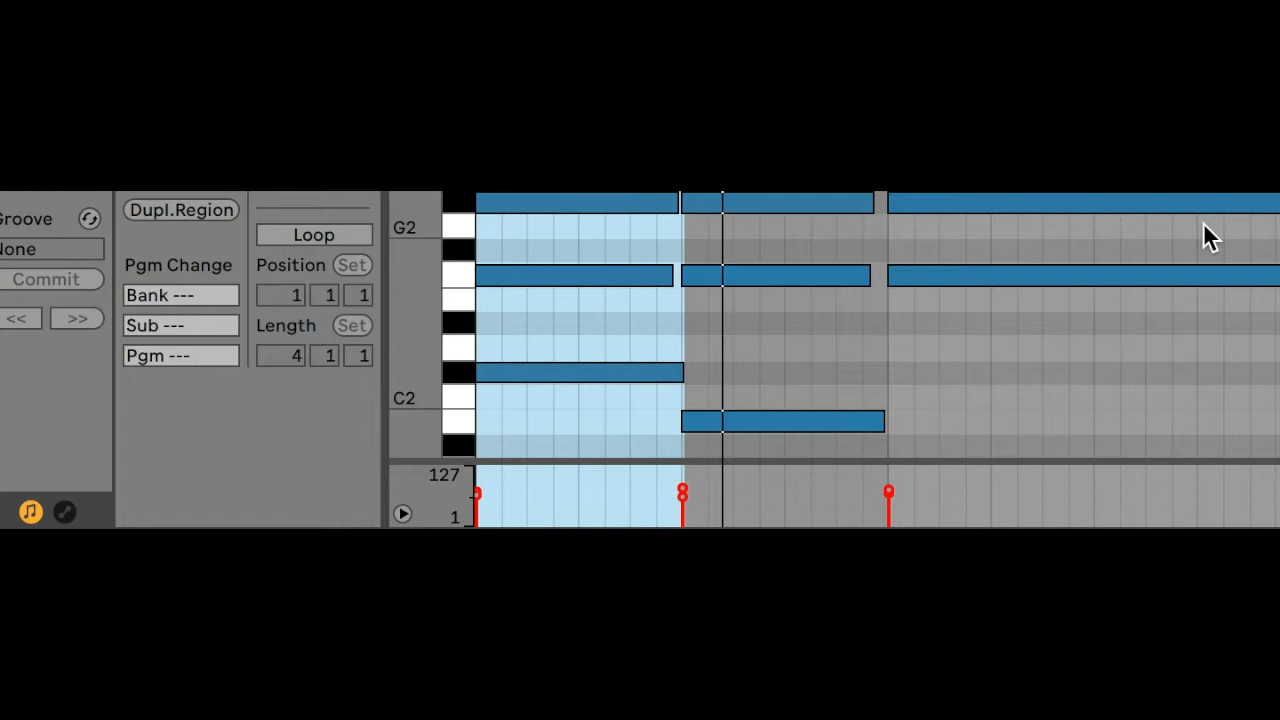 Groove
None
Commit
<<
>>
Dupl.Region
Pgm Change
Bank ---
Sub ---
Pgm ---
Loop
Position
Set
1
1
1
Length
Set
4
1
1
G2
C2
127
1